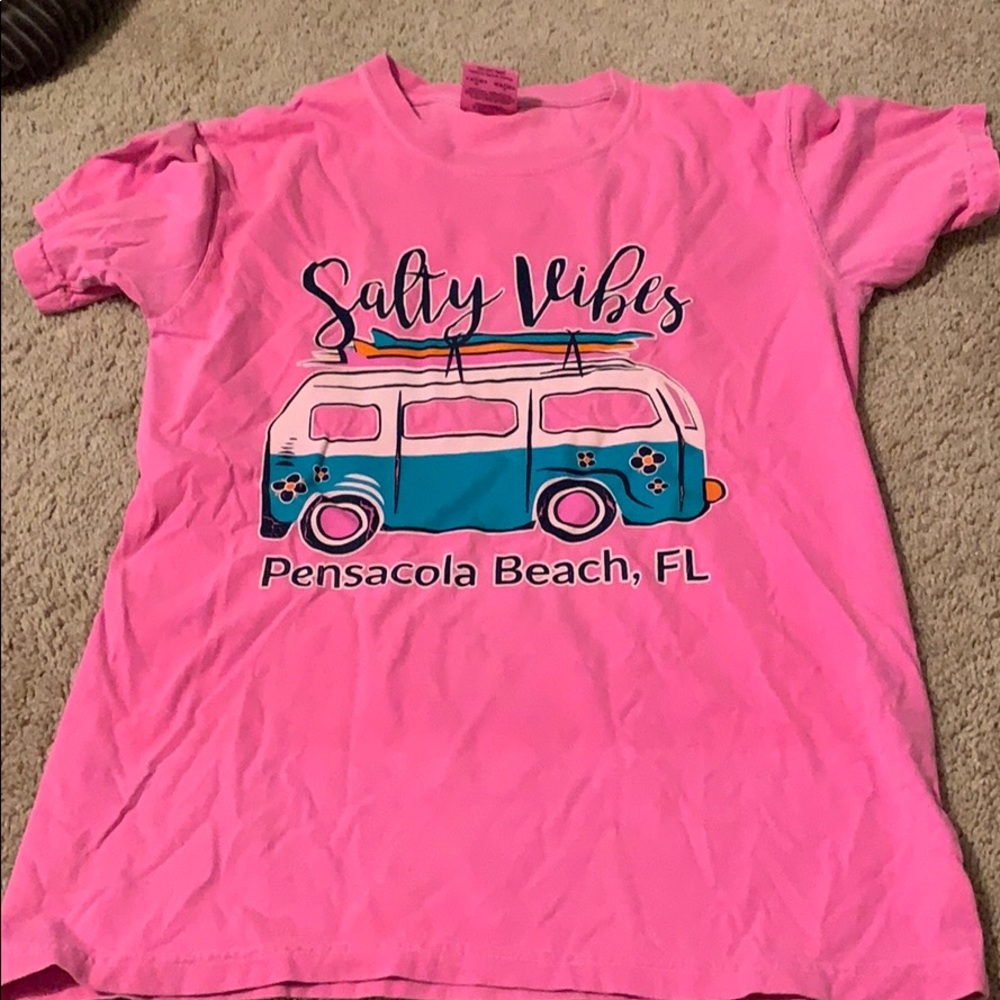 Salty Vibes
Pensacola Beach, FL